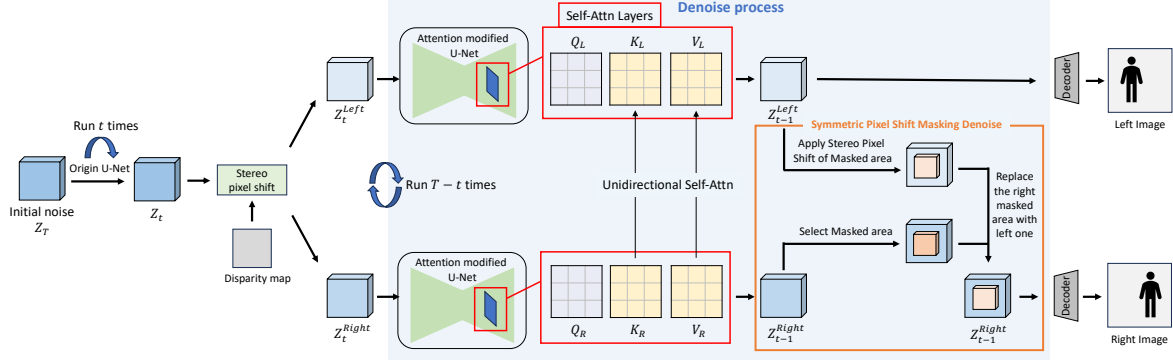 Denoise process
Self-Attn Layers
Attention modified
U-Net
Q_L
K_L
V_L
Z_t^{Left}
Z_{t-1}^{Left}
Decoder
Left Image
Run t times
Origin U-Net
Initial noise
Z_T
Z_t
Stereo
pixel shift
Disparity map
Run T − t times
Unidirectional Self-Attn
Symmetric Pixel Shift Masking Denoise
Apply Stereo Pixel
Shift of Masked area
Replace
the right
masked
area with
left one
Select Masked area
Attention modified
U-Net
Q_R
K_R
V_R
Z_t^{Right}
Z_{t-1}^{Right}
Z_{t-1}^{Right}
Decoder
Right Image